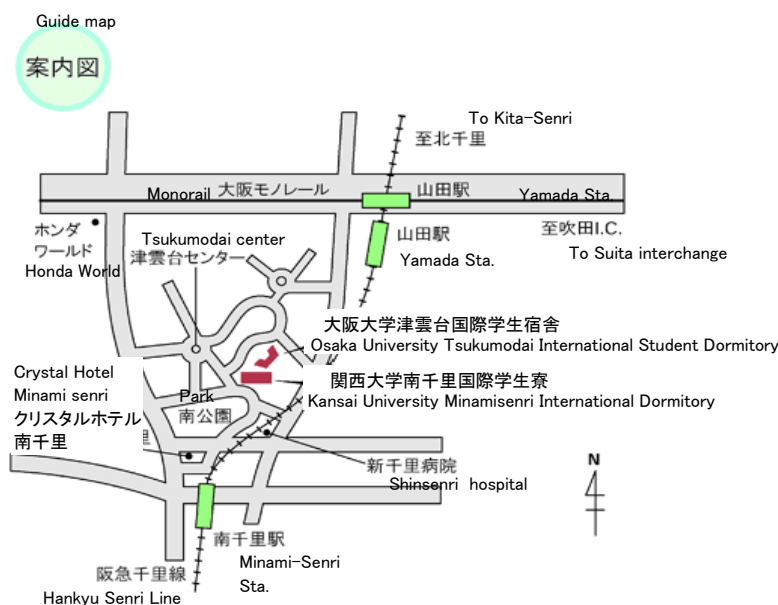 Guide map
案内図
To Kita-Senri
至北千里
Monorail 大阪モノレール
山田駅
Yamada Sta.
ホンダ
ワールド
Honda World
Tsukumodai center
津雲台センター
山田駅
Yamada Sta.
至吹田I.C.
To Suita interchange
大阪大学津雲台国際学生宿舎
Osaka University Tsukumodai International Student Dormitory
関西大学南千里国際学生寮
Kansai University Minamisenri International Dormitory
Crystal Hotel
Minami senri
クリスタルホテル
南千里
里
Park
南公園
新千里病院
Shinsenri hospital
N
南千里駅
Minami-Senri
Sta.
阪急千里線
Hankyu Senri Line